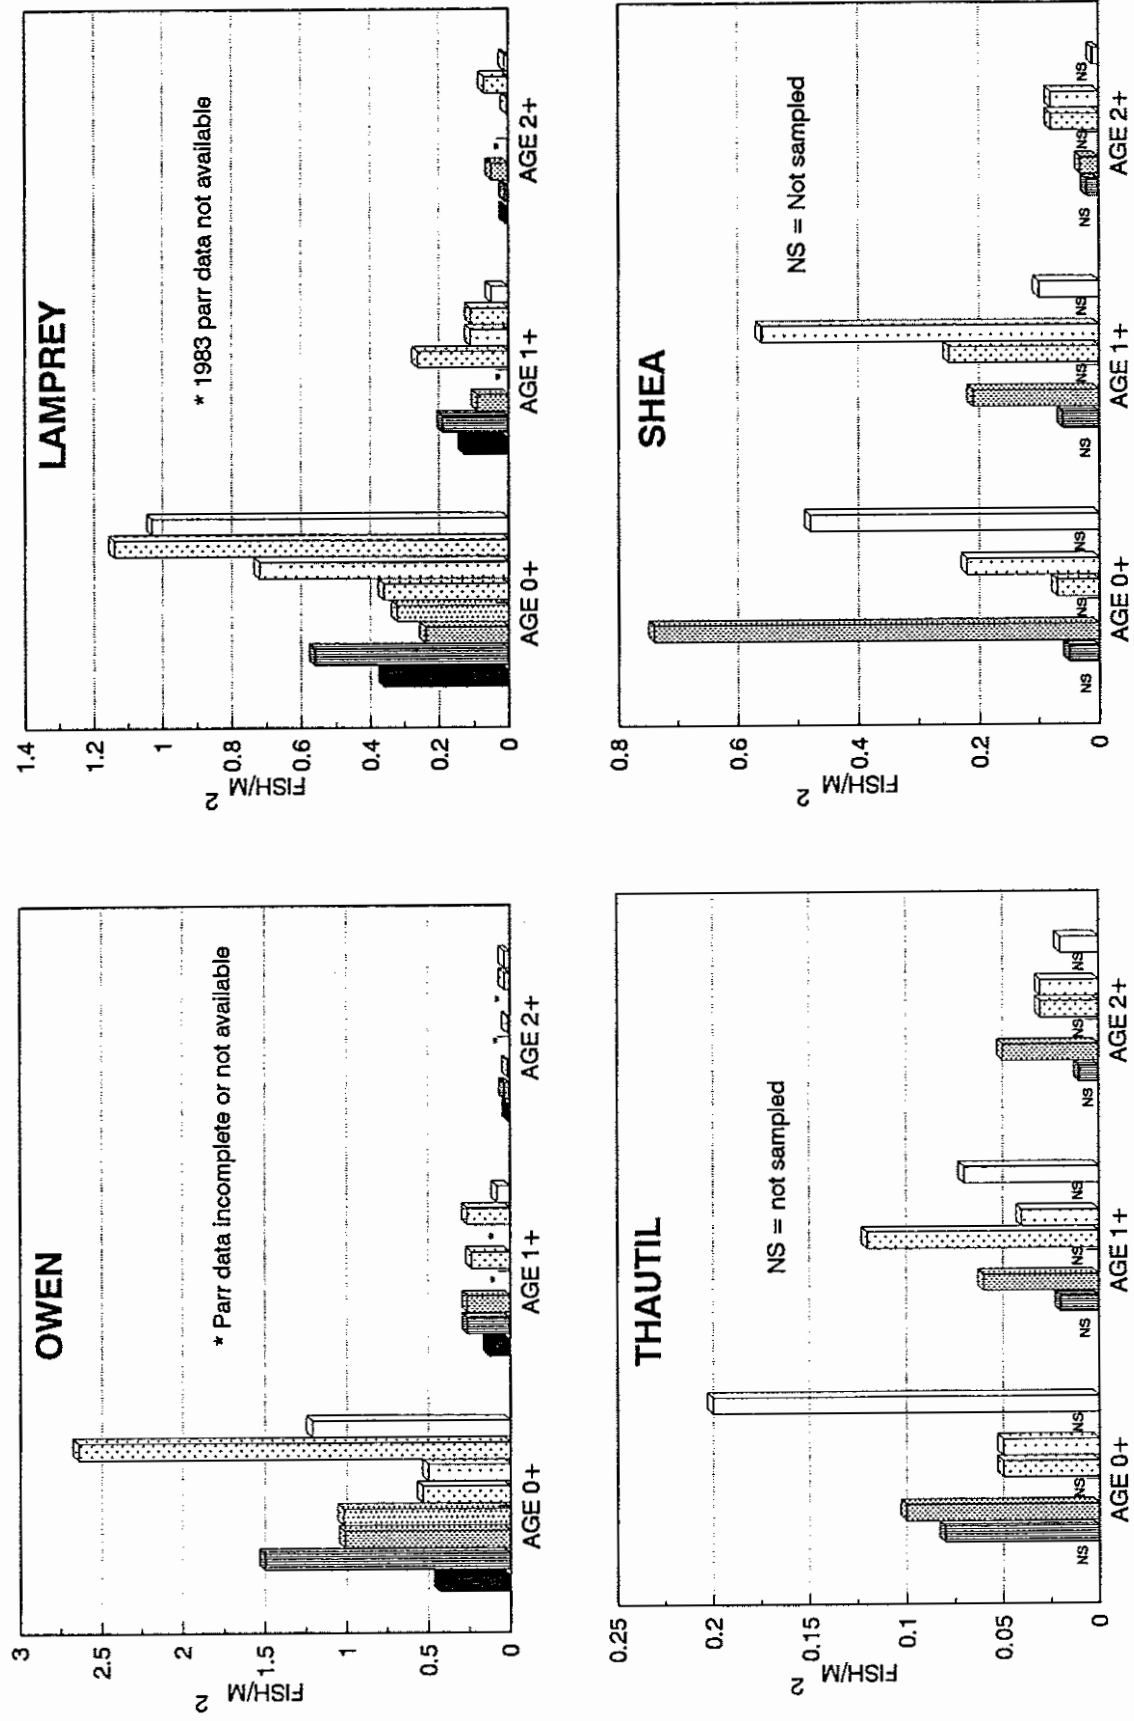 OWEN
3
2.5
2
1.5
1
0.5
0
FISH/M 2
* Parr data incomplete or not available
*
*
*
*
AGE 0+
AGE 1+
AGE 2+
LAMPREY
1.4
1.2
1
0.8
0.6
0.4
0.2
0
FISH/M 2
* 1983 parr data not available
*
*
AGE 0+
AGE 1+
AGE 2+
THAUTIL
0.25
0.2
0.15
0.1
0.05
0
FISH/M 2
NS = not sampled
NS
NS
NS
NS
NS
NS
NS
NS
NS
AGE 0+
AGE 1+
AGE 2+
SHEA
0.8
0.6
0.4
0.2
0
FISH/M 2
NS = Not sampled
NS
NS
NS
NS
NS
NS
NS
NS
NS
AGE 0+
AGE 1+
AGE 2+